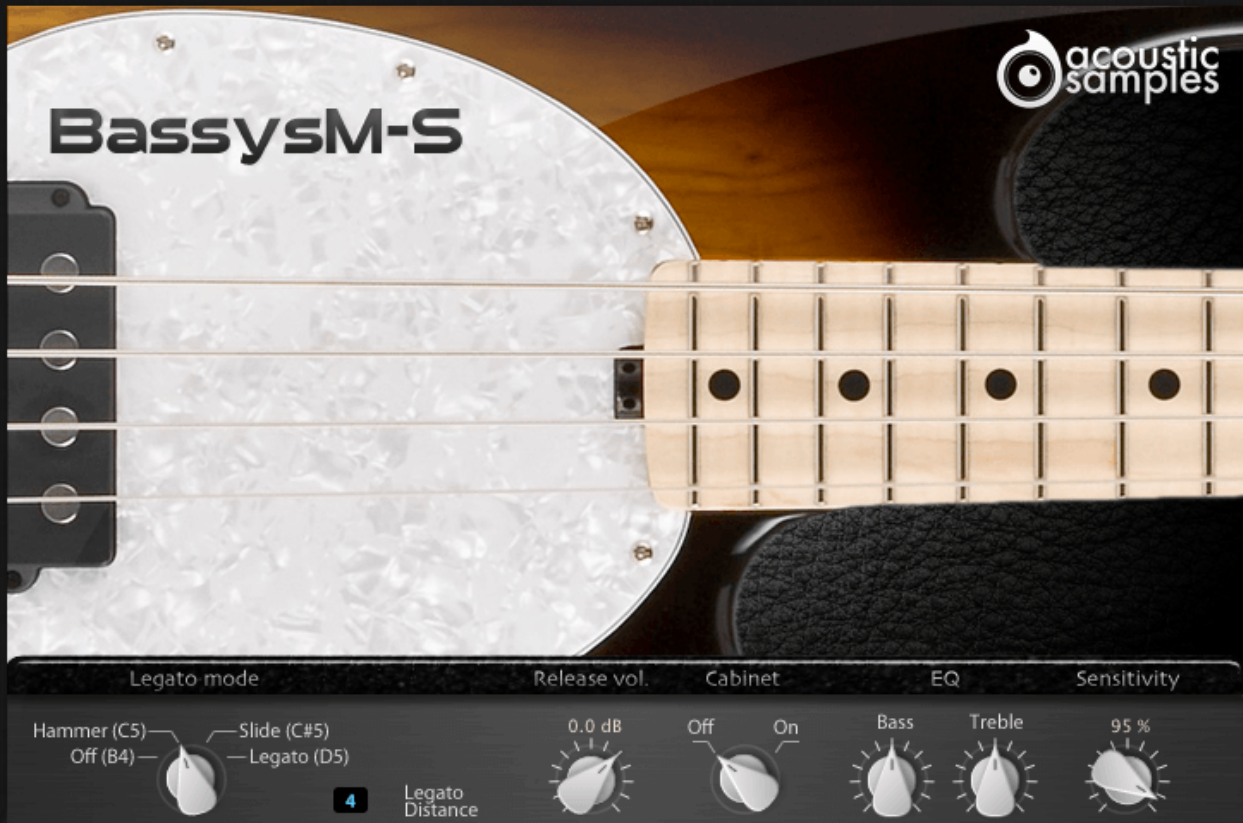 acoustic
samples
BassysM-S
Legato mode
Release vol.
Cabinet
EQ
Sensitivity
Hammer (C5)
Slide (C#5)
Off (B4)
Legato (D5)
4
Legato
Distance
0.0 dB
Off
On
Bass
Treble
95 %